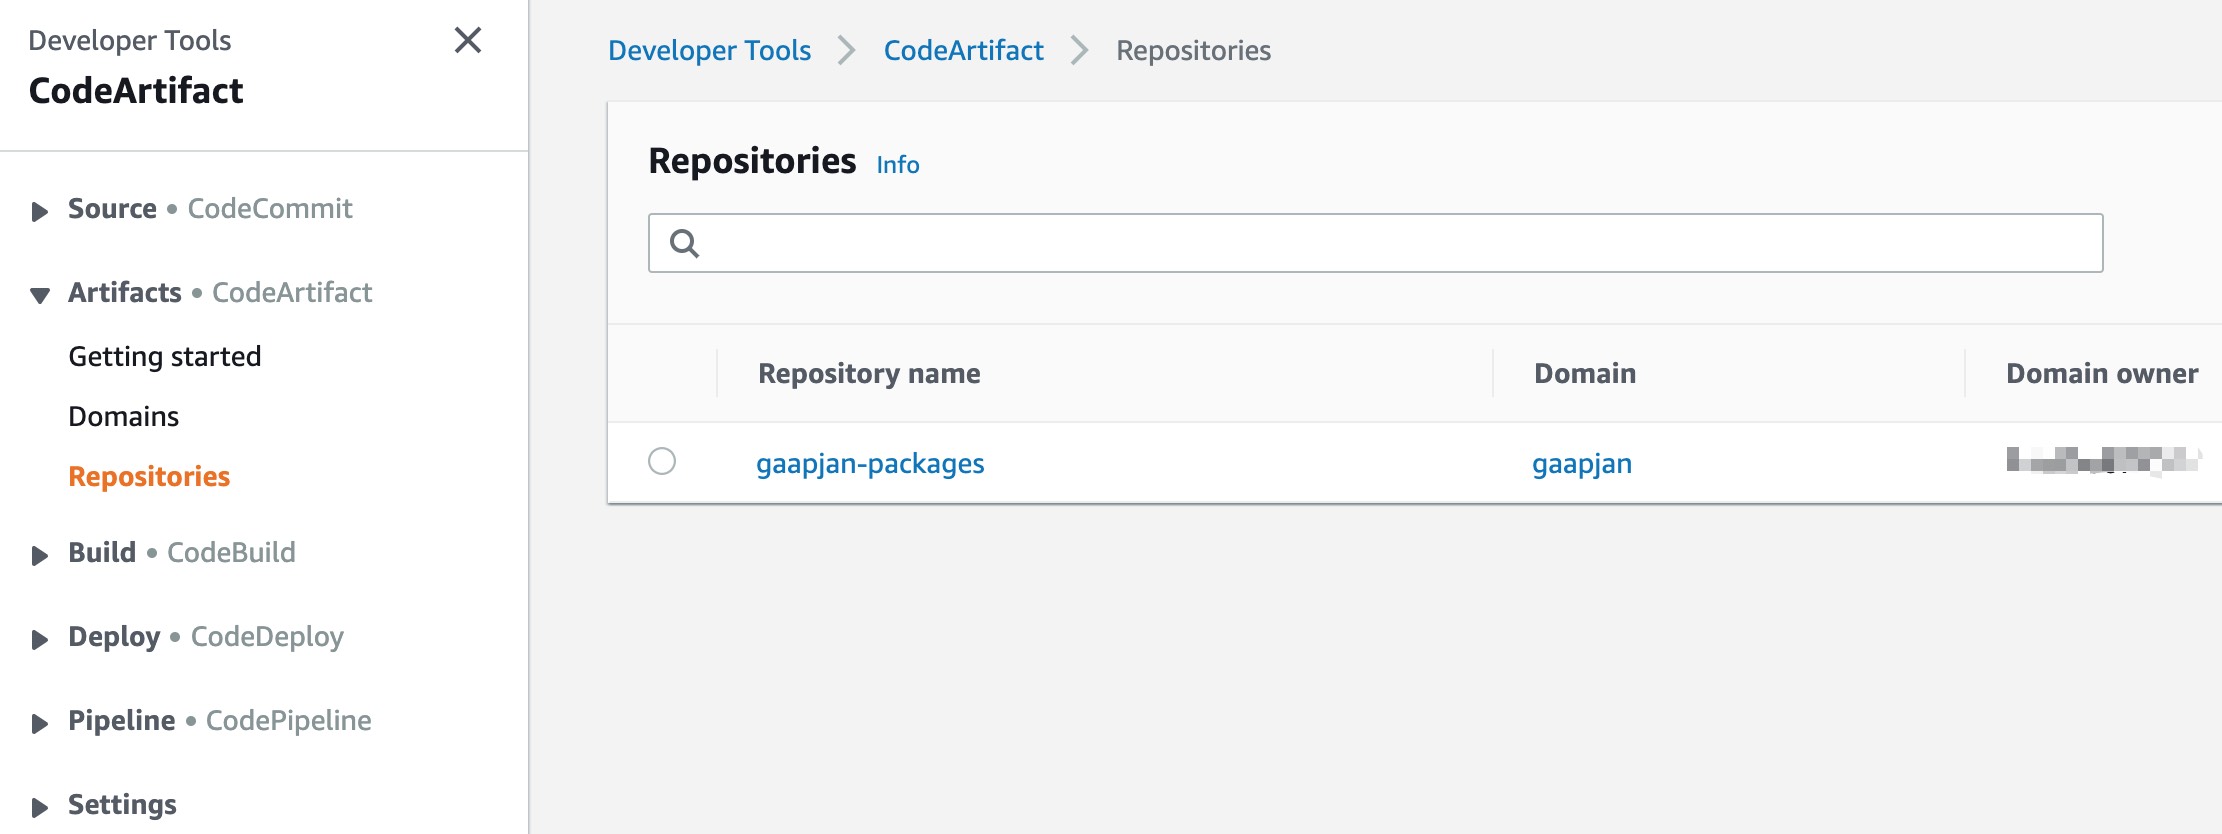 Developer Tools
CodeArtifact
Source • CodeCommit
Artifacts • CodeArtifact
Getting started
Domains
Repositories
Build • CodeBuild
Deploy • CodeDeploy
Pipeline • CodePipeline
Settings
Developer Tools > CodeArtifact > Repositories
Repositories Info
Repository name Domain Domain owner
gaapjan-packages gaapjan